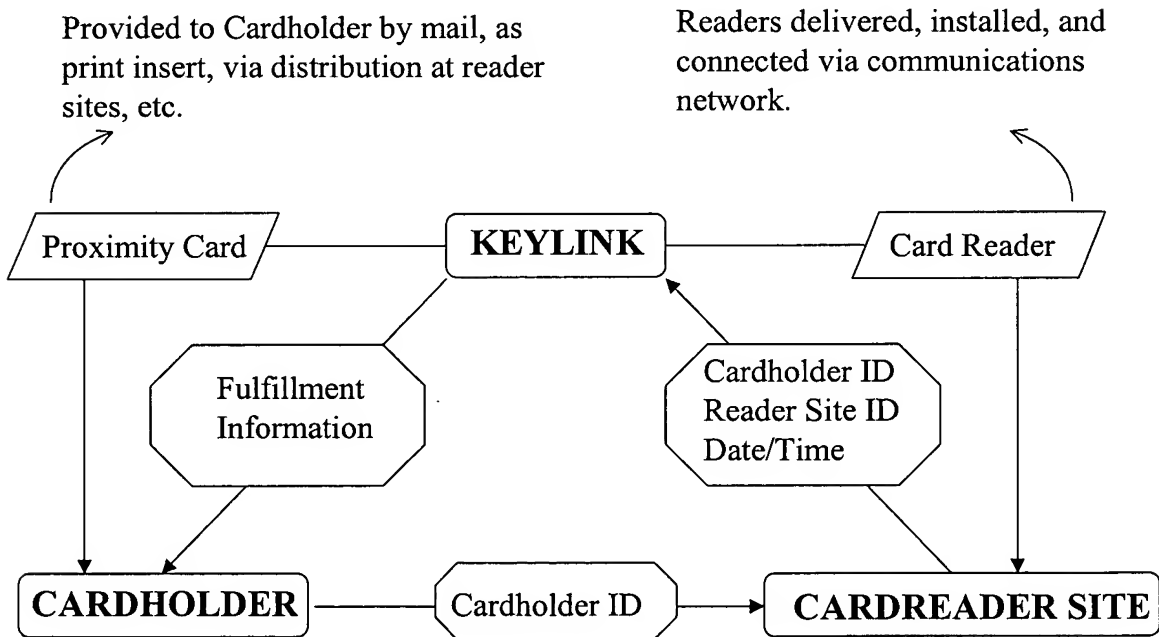 Provided to Cardholder by mail, as
print insert, via distribution at reader
sites, etc.
Readers delivered, installed, and
connected via communications
network.
Proximity Card
KEYLINK
Card Reader
Fulfillment
Information
Cardholder ID
Reader Site ID
Date/Time
CARDHOLDER
Cardholder ID
CARDREADER SITE